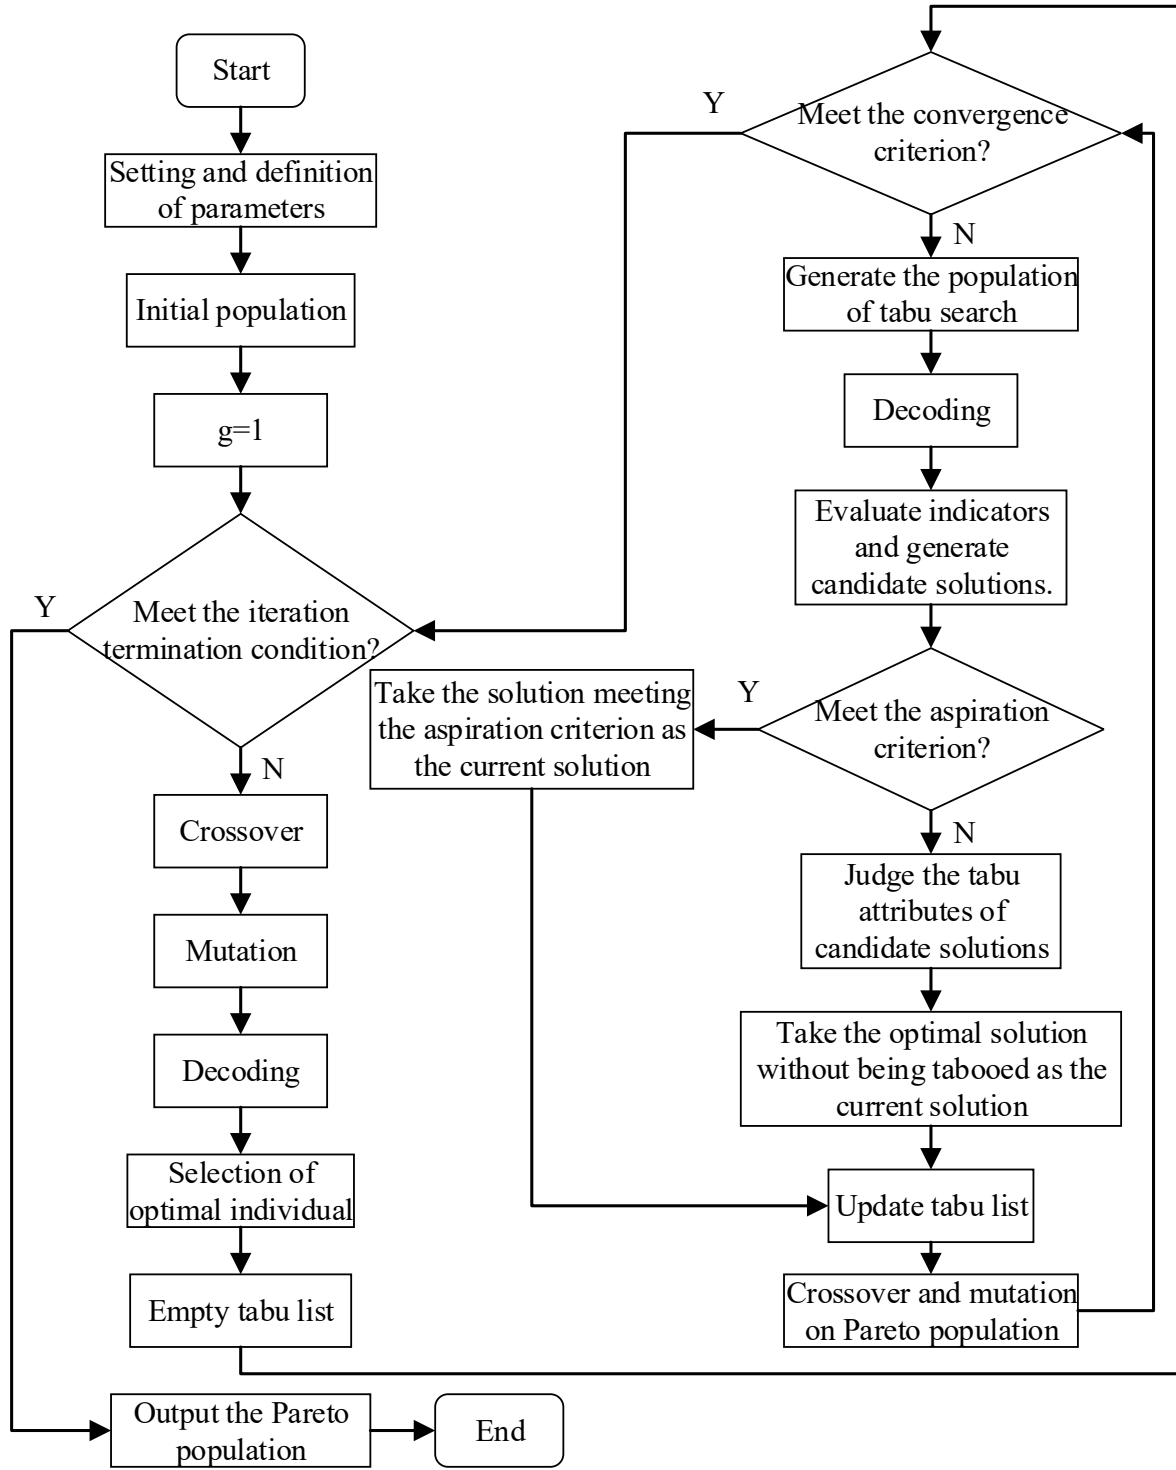 Start
Setting and definition
of parameters
Initial population
g=1
Meet the iteration
termination condition?
Y
N
Crossover
Mutation
Decoding
Selection of
optimal individual
Empty tabu list
Output the Pareto
population
End
Meet the convergence
criterion?
Y
N
Generate the population
of tabu search
Decoding
Evaluate indicators
and generate
candidate solutions.
Meet the aspiration
criterion?
Y
Take the solution meeting
the aspiration criterion as
the current solution
N
Judge the tabu
attributes of
candidate solutions
Take the optimal solution
without being tabooed as the
current solution
Update tabu list
Crossover and mutation
on Pareto population